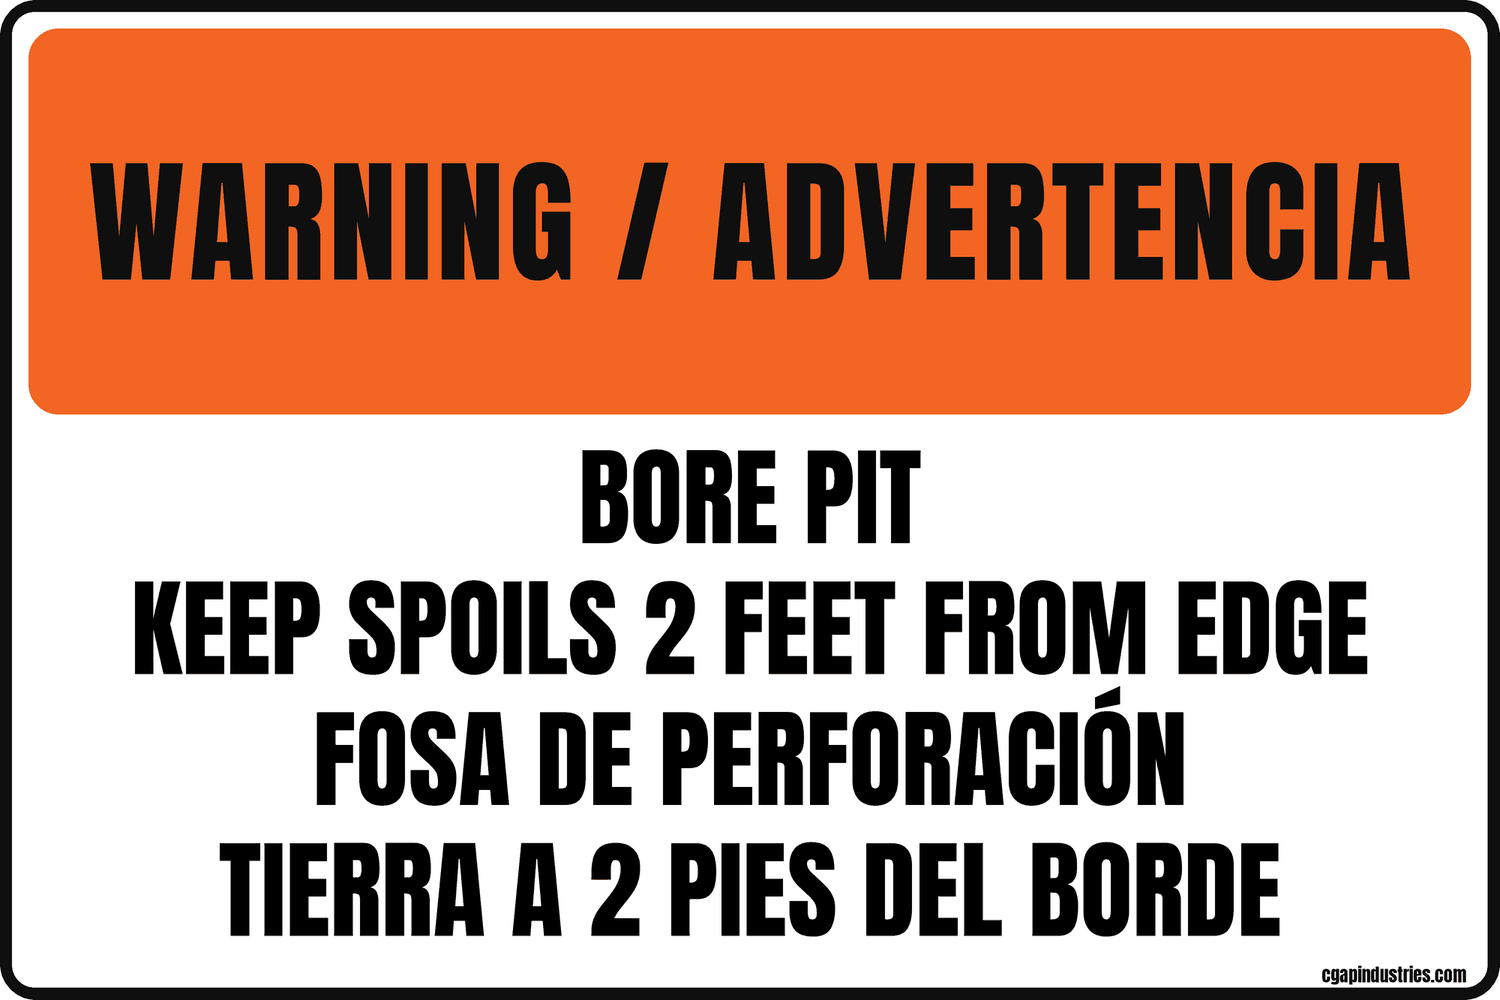 WARNING / ADVERTENCIA
BORE PIT
KEEP SPOILS 2 FEET FROM EDGE
FOSA DE PERFORACIÓN
TIERRA A 2 PIES DEL BORDE
cgapindustries.com